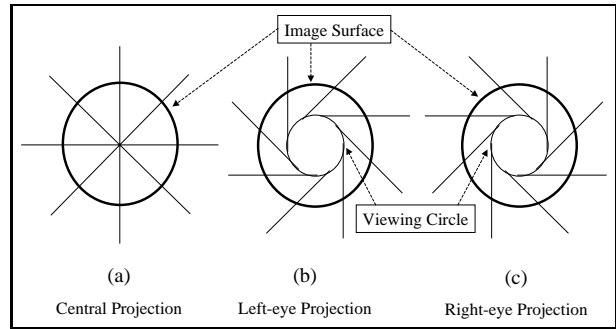 Image Surface
Viewing Circle
(a) (b) (c)
Central Projection Left-eye Projection Right-eye Projection